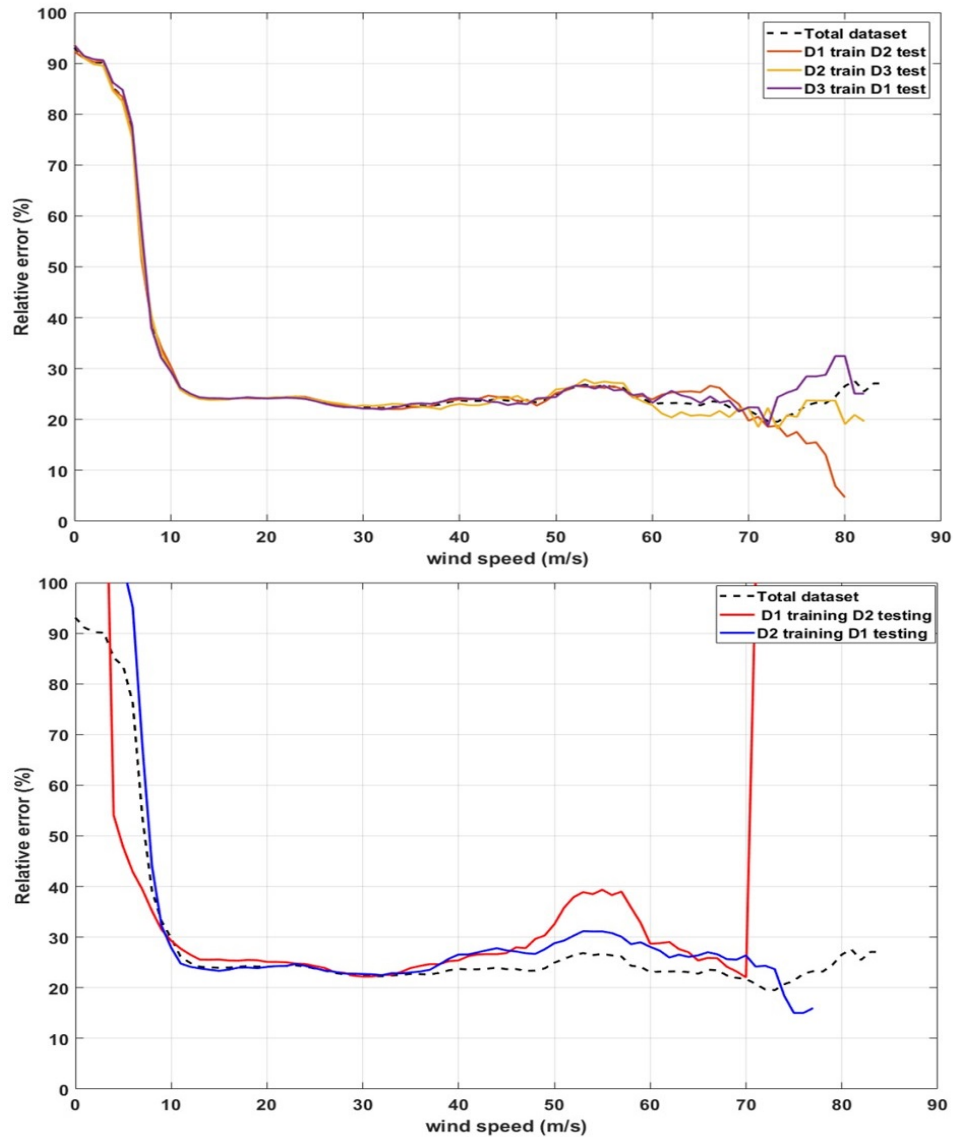 100
90
80
70
60
50
40
30
20
10
0
Relative error (%)
Total dataset
D1 train D2 test
D2 train D3 test
D3 train D1 test
0 10 20 30 40 50 60 70 80 90
wind speed (m/s)
100
90
80
70
60
50
40
30
20
10
0
Relative error (%)
Total dataset
D1 training D2 testing
D2 training D1 testing
0 10 20 30 40 50 60 70 80 90
wind speed (m/s)